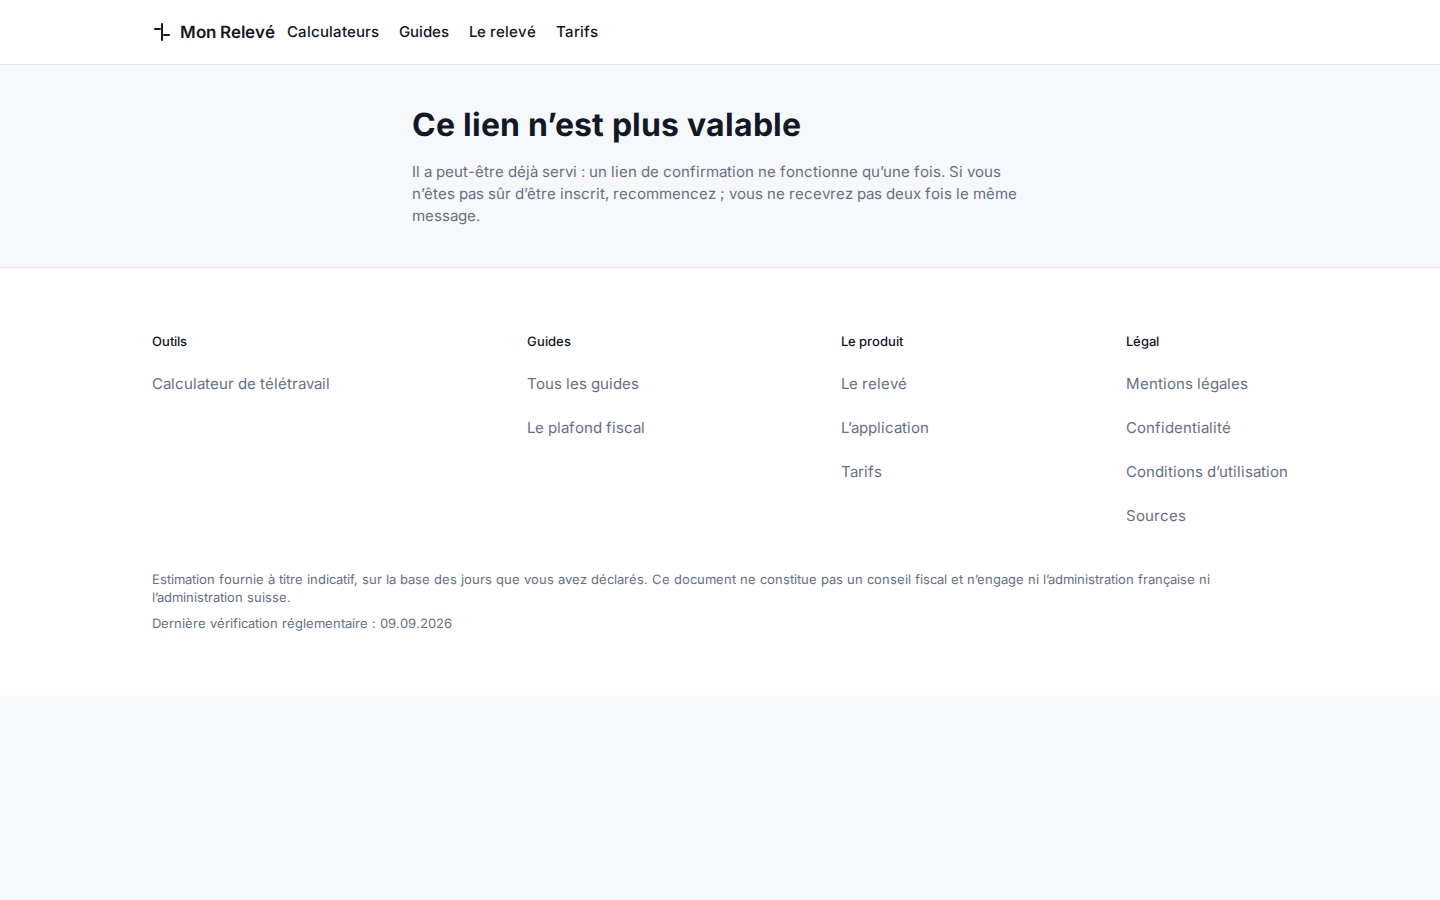 Mon Relevé Calculateurs Guides Le relevé Tarifs
Ce lien n’est plus valable
Il a peut-être déjà servi : un lien de confirmation ne fonctionne qu’une fois. Si vous
n’êtes pas sûr d’être inscrit, recommencez ; vous ne recevrez pas deux fois le même
message.
Outils
Calculateur de télétravail
Guides
Tous les guides
Le plafond fiscal
Le produit
Le relevé
L’application
Tarifs
Légal
Mentions légales
Confidentialité
Conditions d’utilisation
Sources
Estimation fournie à titre indicatif, sur la base des jours que vous avez déclarés. Ce document ne constitue pas un conseil fiscal et n’engage ni l’administration française ni
l’administration suisse.
Dernière vérification réglementaire : 09.09.2026